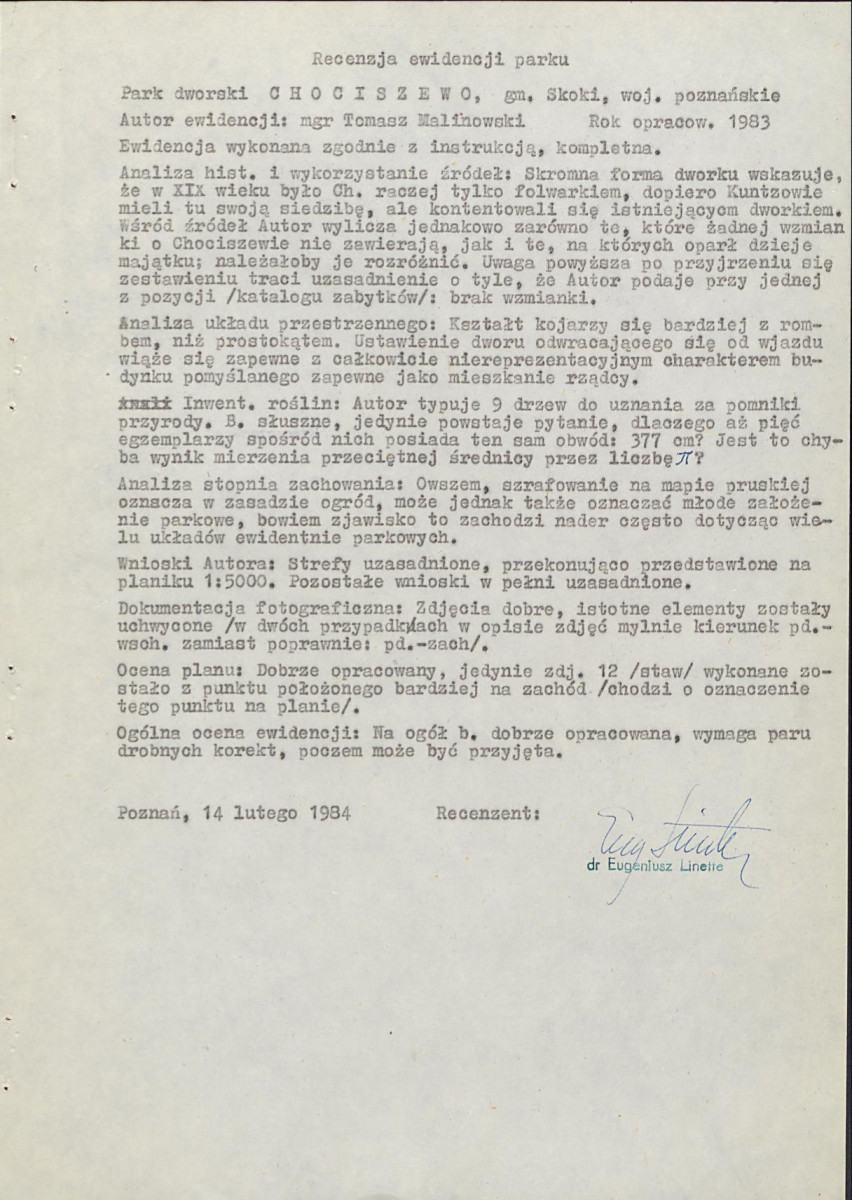 Recenzja ewidencji parku
Park dworski C H O C I S Z E W O, gm. Skoki, woj. poznańskie
Autor ewidencji: mgr Tomasz Malinowski Rok opracow. 1983
Ewidencja wykonana zgodnie z instrukcją, kompletna.
Analiza hist. i wykorzystanie źródeł: Skromna forma dworku wskazuje,
że w XIX wieku było Ch. raczej tylko folwarkiem, dopiero Kuntzowie
mieli tu swoją siedzibę, ale kontentowali się istniejącycm dworkiem.
Wśród źródeł Autor wylicza jednakowo zarówno te, które żadnej wzmian
ki o Chociszewie nie zawierają, jak i te, na których oparł dzieje
majątku; należałoby je rozróżnić. Uwaga powyższa po przyjrzeniu się
zestawieniu traci uzasadnienie o tyle, że Autor podaje przy jednej
z pozycji /katalogu zabytków/: brak wzmianki.
Analiza układu przestrzennego: Kształt kojarzy się bardziej z rom-
bem, niż prostokątem. Ustawienie dworu odwracającego się od wjazdu
wiąże się zapewne z całkowicie niereprezentacyjnym charakterem bu-
dynku pomyślanego zapewne jako mieszkanie rządcy.
Inwent. roślin: Autor typuje 9 drzew do uznania za pomniki
przyrody. B. słuszne, jedynie powstaje pytanie, dlaczego aż pięć
egzemplarzy spośród nich posiada ten sam obwód: 377 cm? Jest to chy-
ba wynik mierzenia przeciętnej średnicy przez liczbę π?
Analiza stopnia zachowania: Owszem, szrafowanie na mapie pruskiej
oznacza w zasadzie ogród, może jednak także oznaczać młode założe-
nie parkowe, bowiem zjawisko to zachodzi nader często dotycząc wie-
lu układów ewidentnie parkowych.
Wnioski Autora: Strefy uzasadnione, przekonująco przedstawione na
planiku 1:5000. Pozostałe wnioski w pełni uzasadnione.
Dokumentacja fotograficzna: Zdjęcia dobre, istotne elementy zostały
uchwycone /w dwóch przypadkach w opisie zdjęć mylnie kierunek pd.-
wsch. zamiast poprawnie: pd.-zach/.
Ocena planu: Dobrze opracowany, jedynie zdj. 12 /staw/ wykonane zo-
stało z punktu położonego bardziej na zachód /chodzi o oznaczenie
tego punktu na planie/.
Ogólna ocena ewidencji: Na ogół b. dobrze opracowana, wymaga paru
drobnych korekt, poczem może być przyjęta.
Poznań, 14 lutego 1984 Recenzent:
dr Eugeniusz Linette